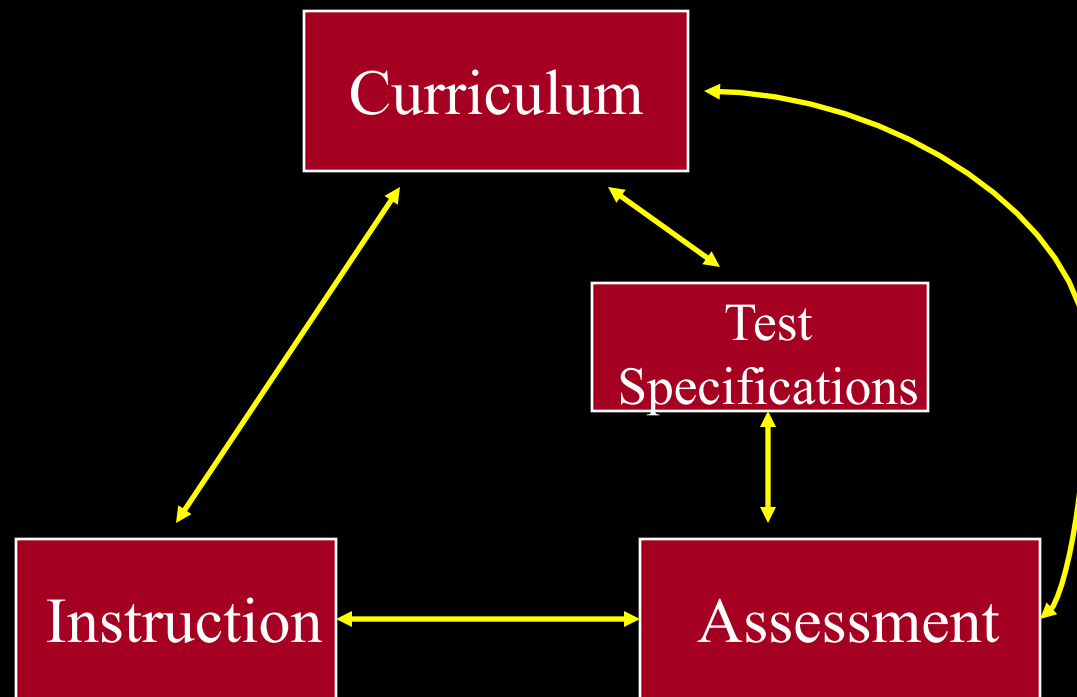 Curriculum
Test
Specifications
Instruction
Assessment